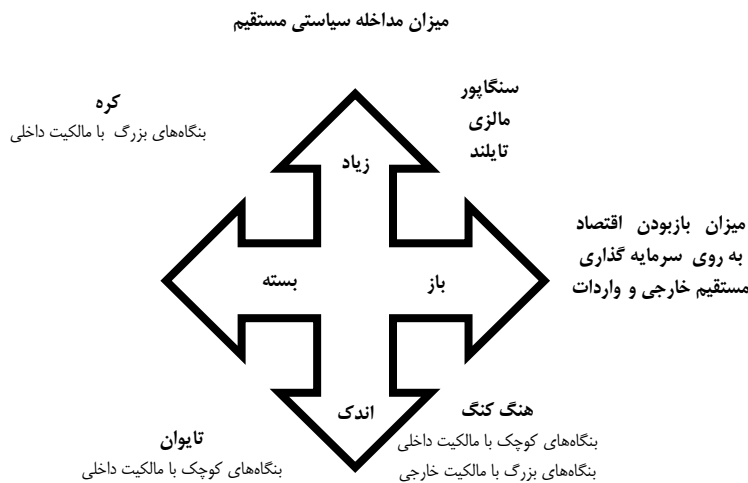 میزان مداخله سیاستی مستقیم
سنگاپور
مالزی
تایلند
کره
بنگاه‌های بزرگ با مالکیت داخلی
زیاد
میزان بازبودن اقتصاد
به روی سرمایه گذاری
مستقیم خارجی و واردات
باز
بسته
اندک
هنگ کنگ
بنگاه‌های کوچک با مالکیت داخلی
بنگاه‌های بزرگ با مالکیت خارجی
تایوان
بنگاه‌های کوچک با مالکیت داخلی